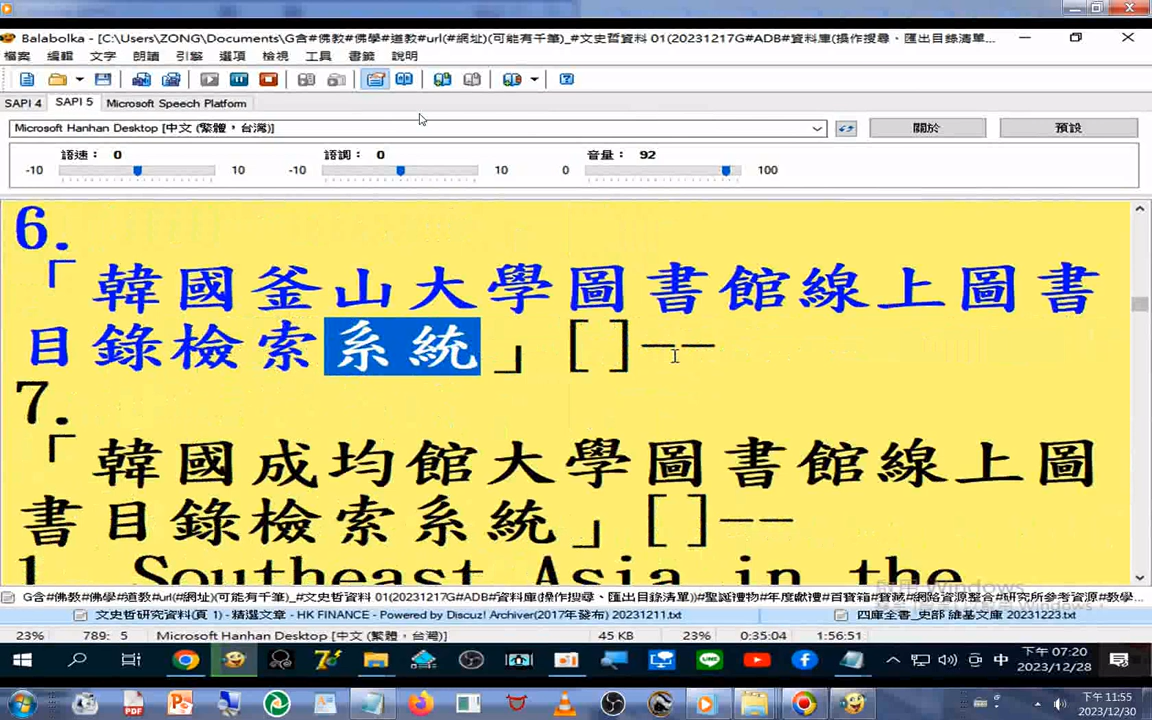 Balabolka - [C:\Users\ZONG\Documents\G含#佛教#佛學#道教#url(#網址)(可能有千筆)_#文史哲資料 01(20231217G#ADB#資料庫(操作搜尋、匯出目錄清單...
檔案 編輯 文字 朗讀 引擎 選項 檢視 工具 書籤 說明
SAPI 4 SAPI 5 Microsoft Speech Platform
Microsoft Hanhan Desktop [中文 (繁體，台灣)] 關於 預設
語速： 0 語調： 0 音量： 92
-10 10 -10 10 0 100
6.
「韓國釜山大學圖書館線上圖書
目錄檢索系統」[]——
7.
「韓國成均館大學圖書館線上圖
書目錄檢索系統」[]——
1. Southeast Asia in the
啟用 Windows
G含#佛教#佛學#道教#url(#網址)(可能有千筆)_#文史哲資料 01(20231217G#ADB#資料庫(操作搜尋、匯出目錄清單))#聖誕禮物#年度獻禮#百寶箱#寶藏#網路資源整合#研究所參考資源#教學...
文史哲研究資料(頁 1) - 精選文章 - HK FINANCE - Powered by Discuz! Archiver(2017年發布) 20231211.txt 四庫全書_史部 維基文庫 20231223.txt
23% 789: 5 Microsoft Hanhan Desktop [中文 (繁體，台灣)] 45 KB 23% 0:35:04 1:56:51
中 下午 07:20
2023/12/28
下午 11:55
2023/12/30